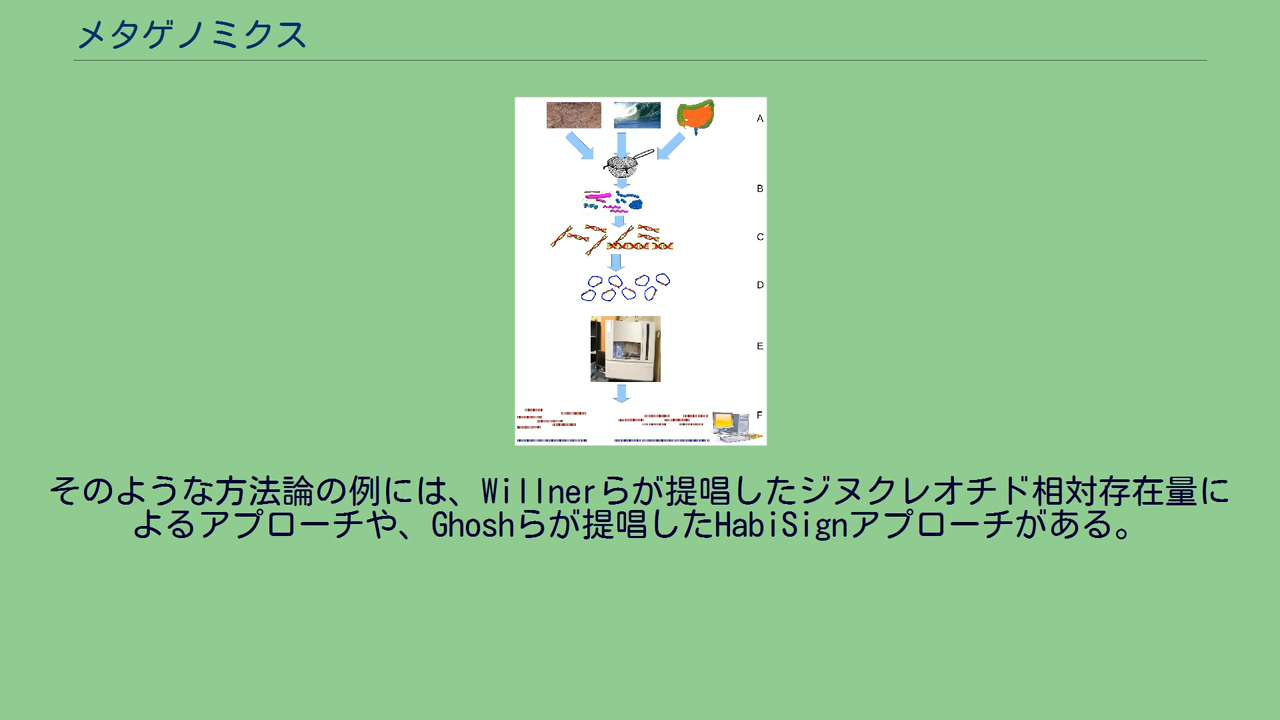 メタゲノミクス
A
B
C
D
E
F
そのような方法論の例には、Willnerらが提唱したジヌクレオチド相対存在量に
よるアプローチや、Ghoshらが提唱したHabiSignアプローチがある。